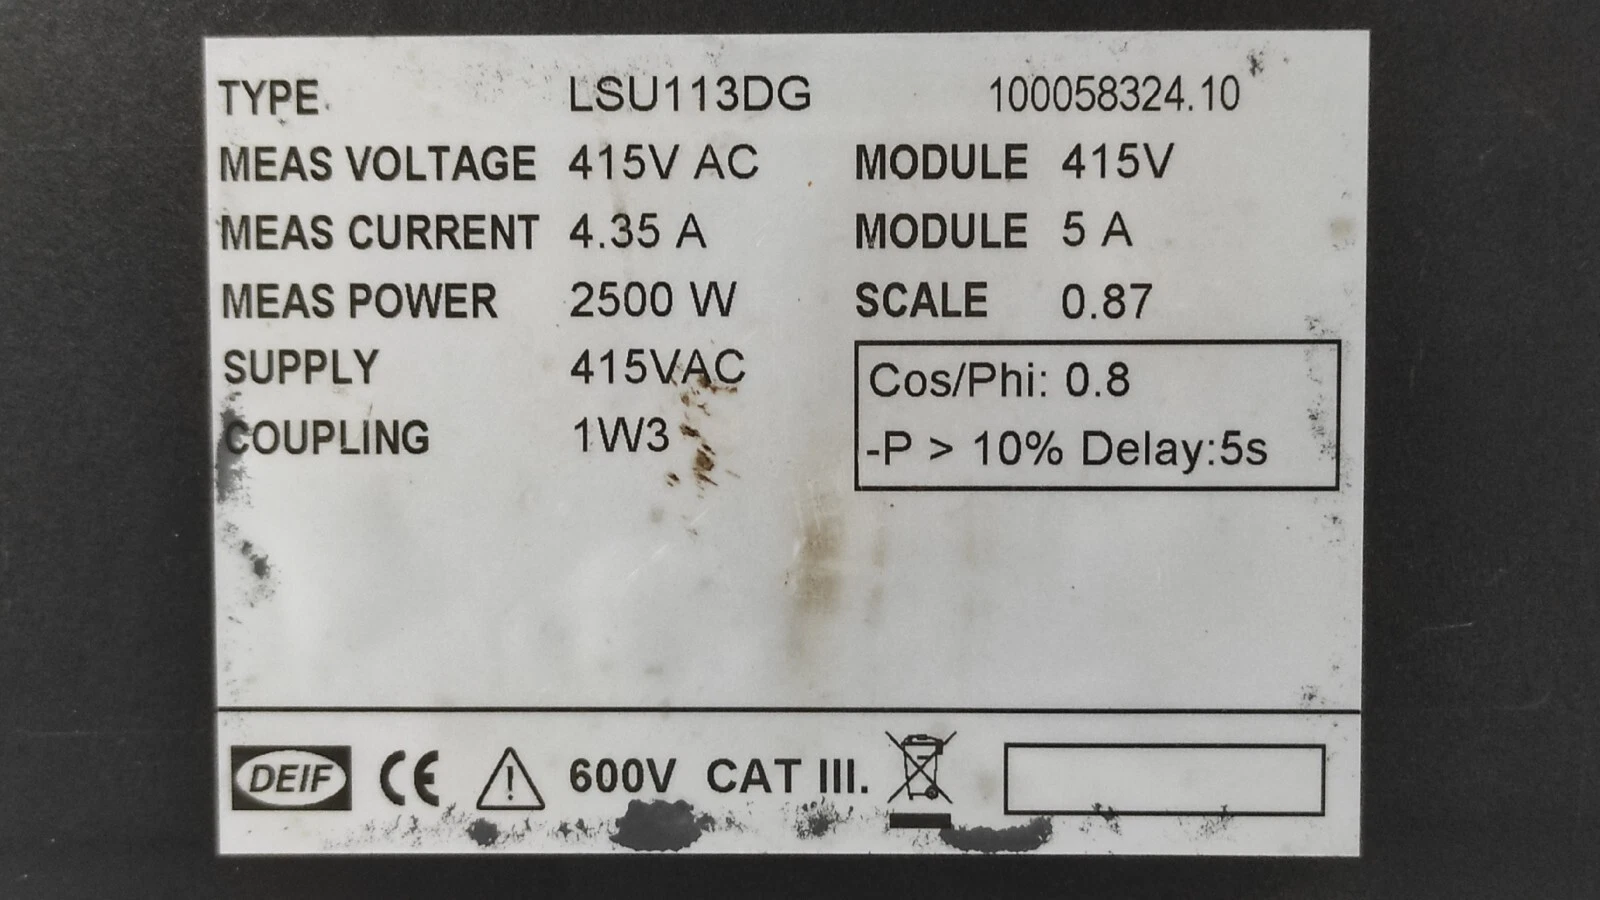 TYPE LSU113DG 100058324.10
MEAS VOLTAGE 415V AC MODULE 415V
MEAS CURRENT 4.35 A MODULE 5 A
MEAS POWER 2500 W SCALE 0.87
SUPPLY 415VAC Cos/Phi: 0.8
COUPLING 1W3 -P > 10% Delay:5s
DEIF CE 600V CAT III.